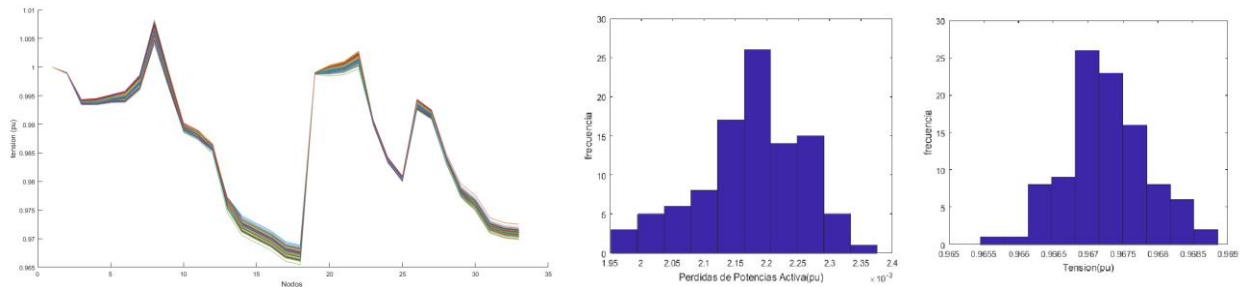 1.01
1.005
1
0.995
0.99
0.985
0.98
0.975
0.97
0.965
tension (pu)
0 5 10 15 20 25 30 35
Nodos
30
25
20
15
10
5
0
frecuencia
1.95 2 2.05 2.1 2.15 2.2 2.25 2.3 2.35 2.4
Perdidas de Potencias Activa(pu) × 10⁻³
30
25
20
15
10
5
0
frecuencia
0.965 0.9655 0.966 0.9665 0.967 0.9675 0.968 0.9685 0.969
Tension(pu)